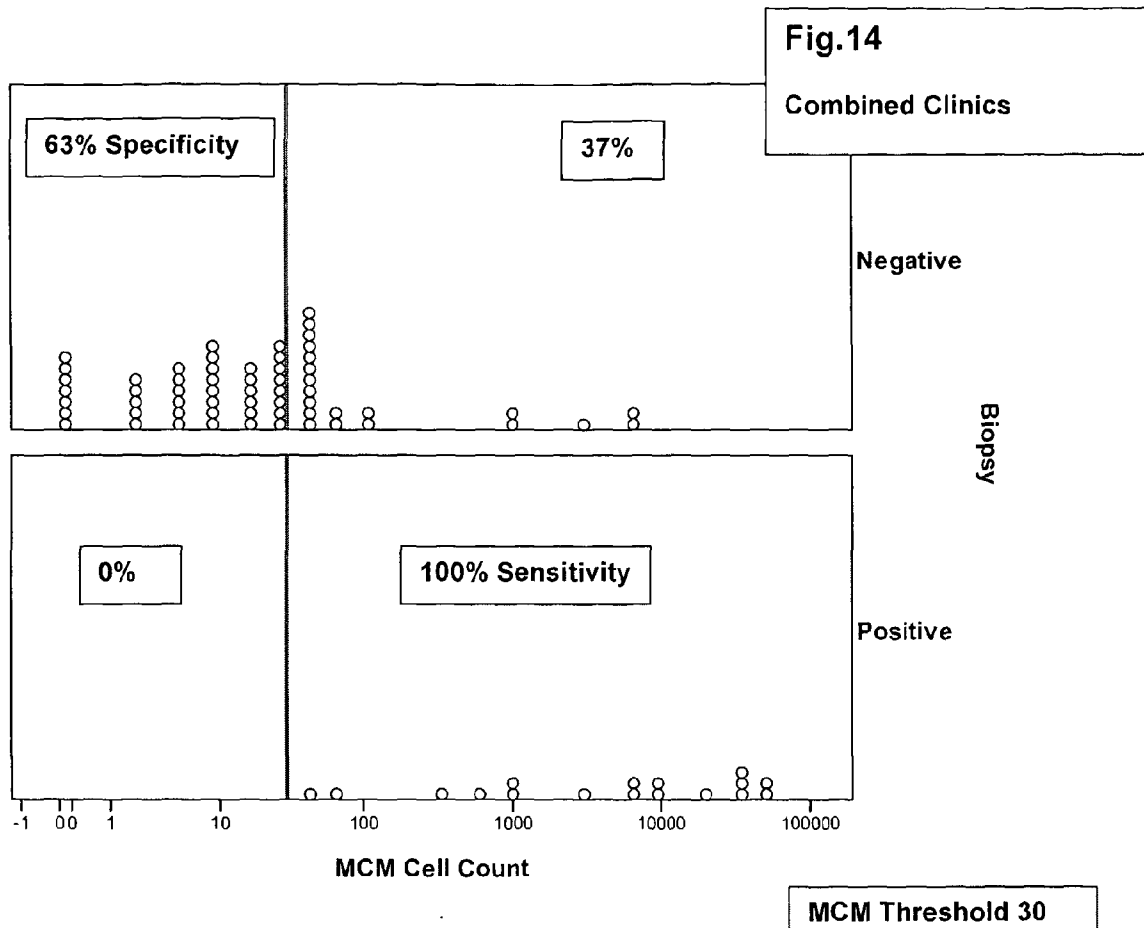 Fig.14
Combined Clinics
63% Specificity
37%
Negative
Biopsy
0%
100% Sensitivity
Positive
-1 0.0 1 10 100 1000 10000 100000
MCM Cell Count
MCM Threshold 30